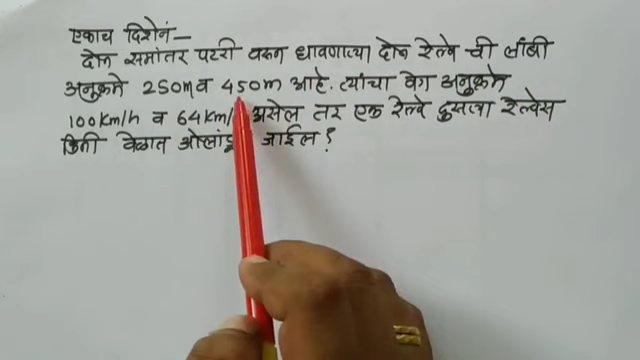 एकाच दिशेनं-
दोन समांतर पटरी वरून धावणाऱ्या दोन रेल्वे ची लांबी
अनुक्रमे 250m व 450m आहे. त्यांचा वेग अनुक्रमे
100km/h व 64km/ असेल तर एक रेल्वे दुसऱ्या रेल्वेस
किती वेळात ओलांडू जाईल?